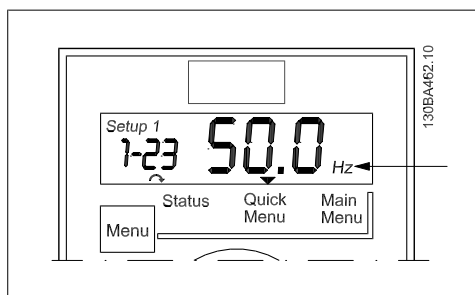 130BA462.10
Setup 1
1-23 50.0 Hz
Status Quick Menu Main Menu
Menu